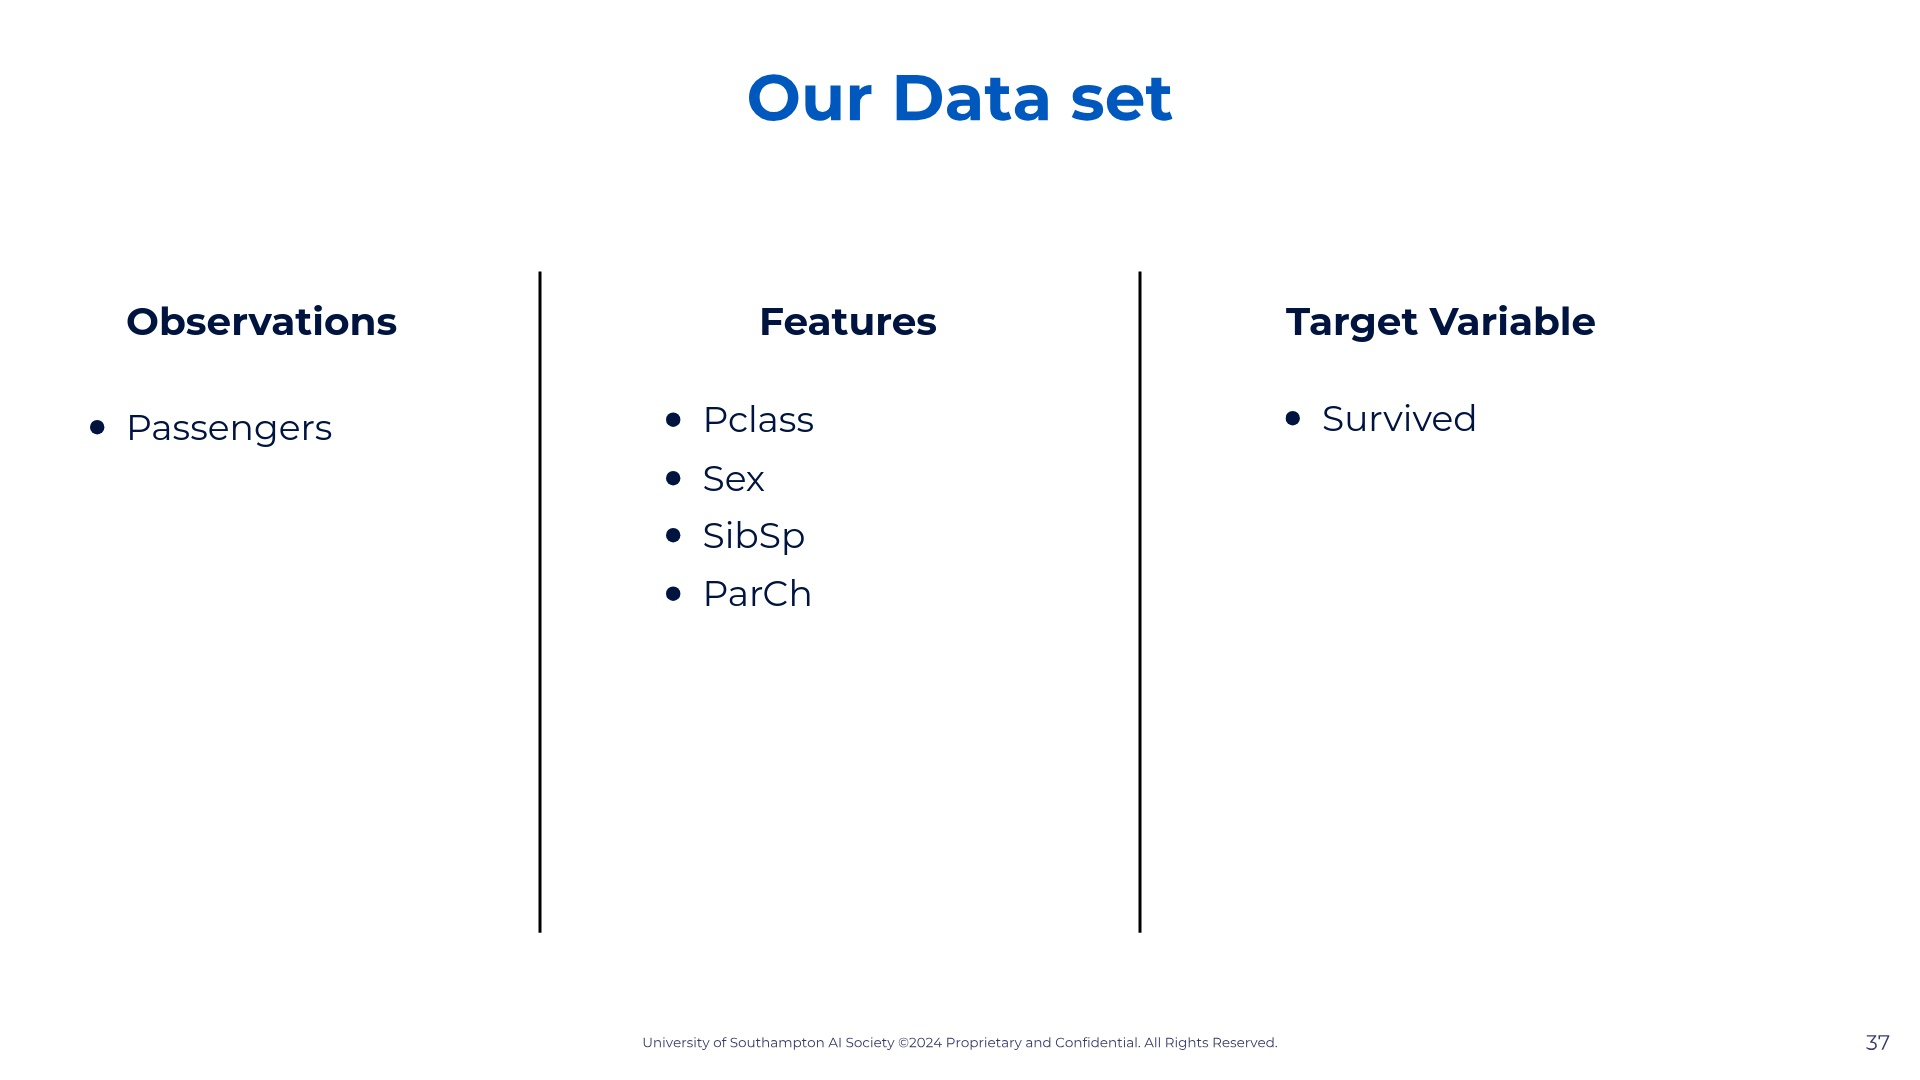 Our Data set
Observations
• Passengers
Features
• Pclass
• Sex
• SibSp
• ParCh
Target Variable
• Survived
University of Southampton AI Society ©2024 Proprietary and Confidential. All Rights Reserved.
37